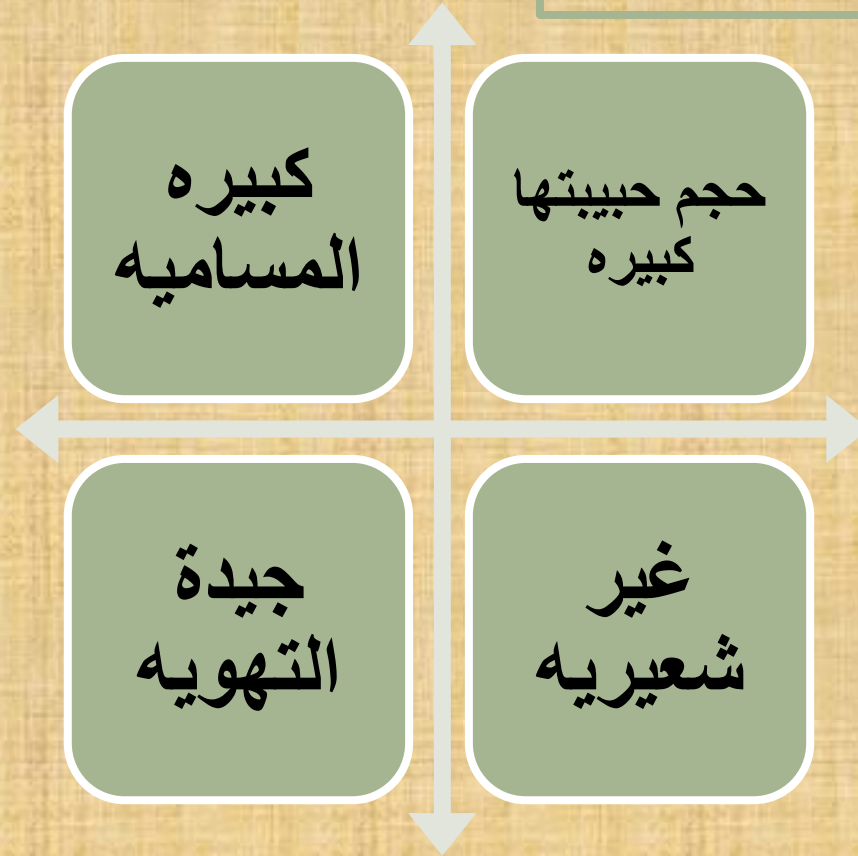 حجم حبيبتها
كبيره
كبيره
المساميه
غير
شعيريه
جيدة
التهويه